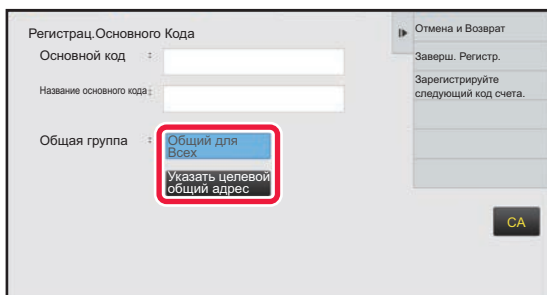 Регистрац.Основного Кода
Основной код :
Название основного кода :
Общая группа :
Общий для
Всех
Указать целевой
общий адрес
Отмена и Возврат
Заверш. Регистр.
Зарегистрируйте
следующий код счета.
CA